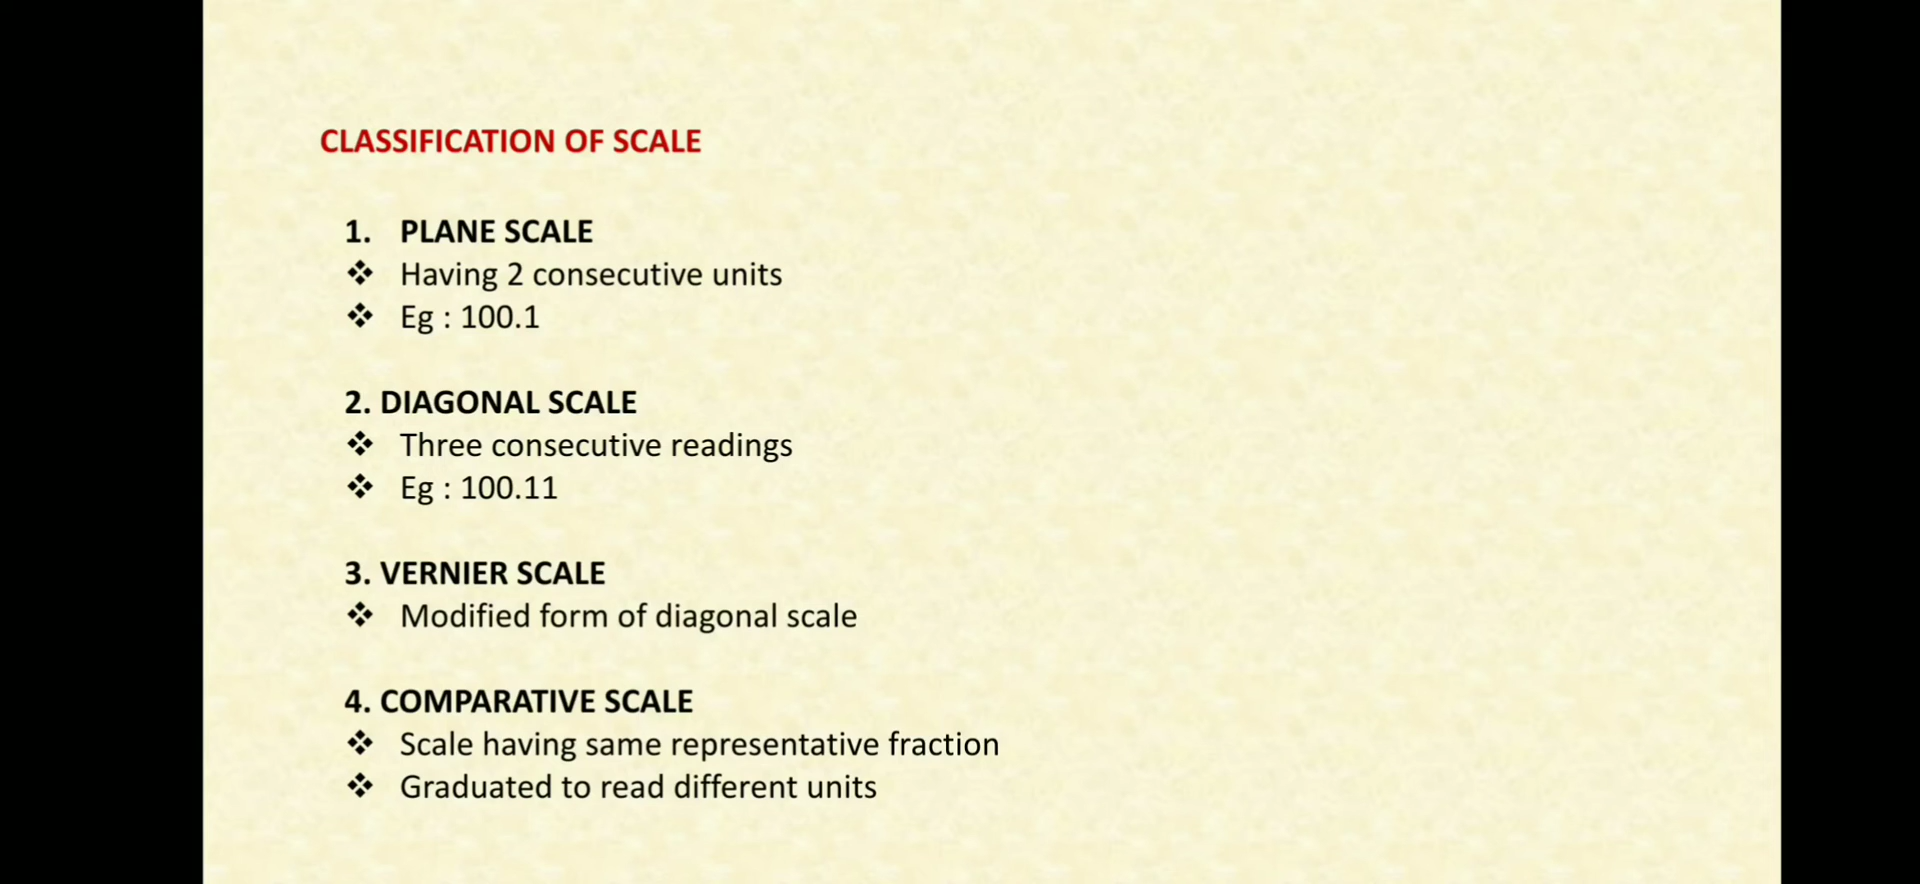 CLASSIFICATION OF SCALE
1. PLANE SCALE
❖ Having 2 consecutive units
❖ Eg : 100.1
2. DIAGONAL SCALE
❖ Three consecutive readings
❖ Eg : 100.11
3. VERNIER SCALE
❖ Modified form of diagonal scale
4. COMPARATIVE SCALE
❖ Scale having same representative fraction
❖ Graduated to read different units